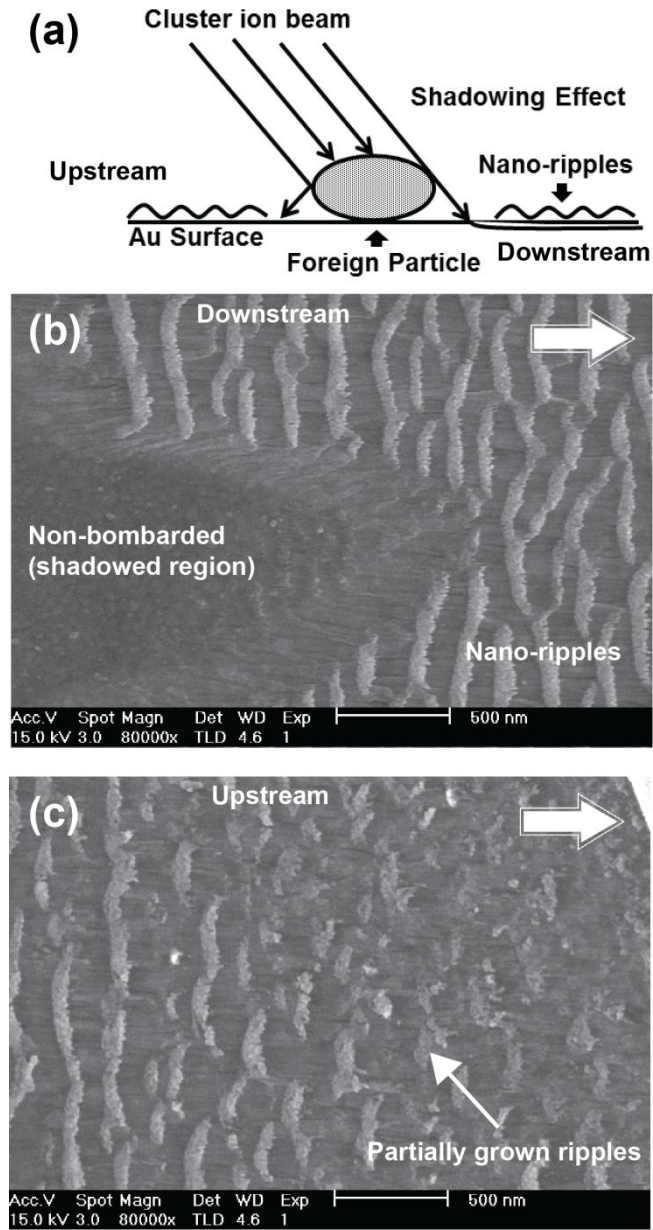 (a)
Cluster ion beam
Shadowing Effect
Upstream
Nano-ripples
Au Surface
Foreign Particle
Downstream
(b)
Downstream
Non-bombarded
(shadowed region)
Nano-ripples
Acc.V Spot Magn Det WD Exp
15.0 kV 3.0 80000x TLD 4.6 1
500 nm
(c)
Upstream
Partially grown ripples
Acc.V Spot Magn Det WD Exp
15.0 kV 3.0 80000x TLD 4.6 1
500 nm